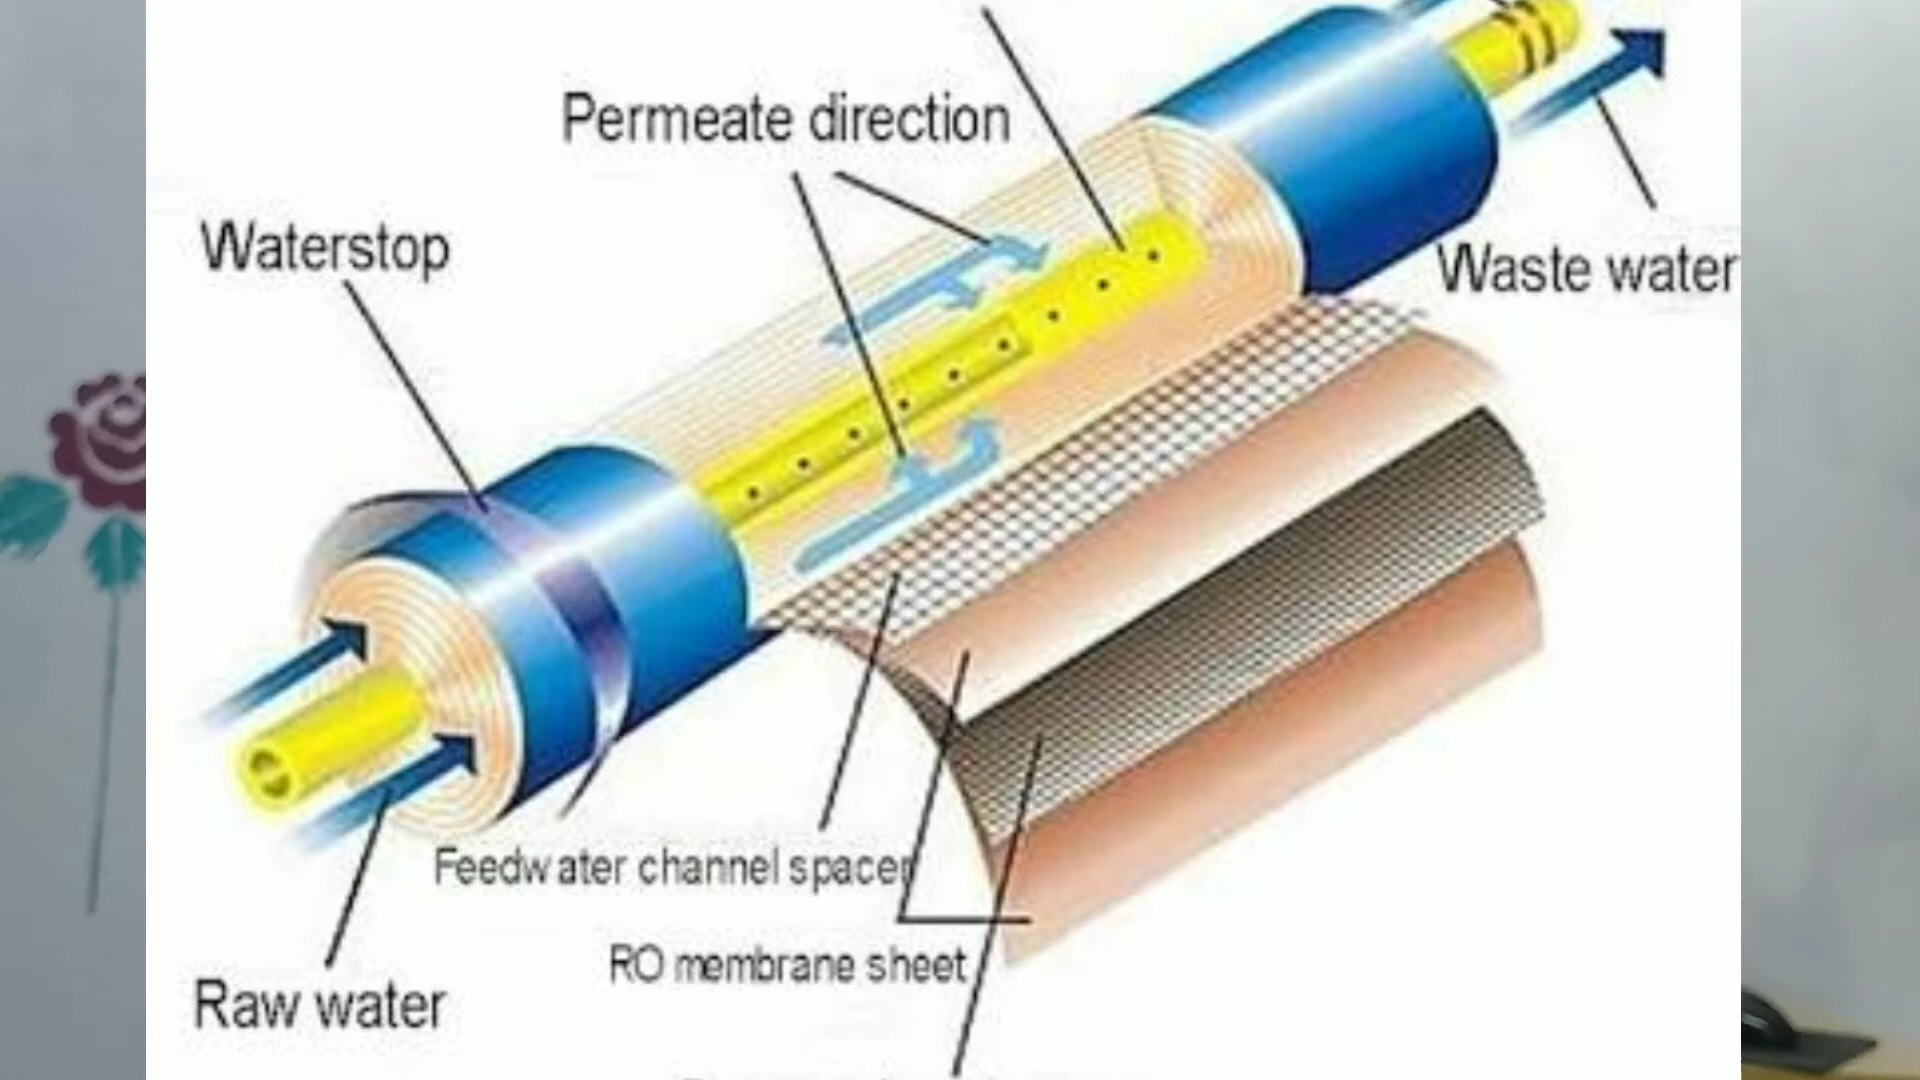 Permeate direction
Waterstop
Waste water
Feedwater channel spacer
RO membrane sheet
Raw water